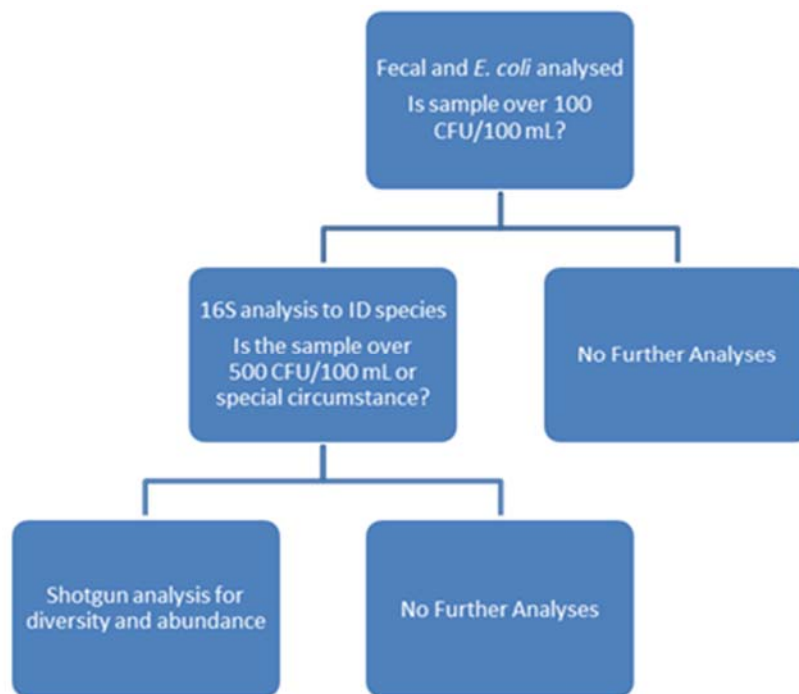 Fecal and E. coli analysed
Is sample over 100
CFU/100 mL?
16S analysis to ID species
Is the sample over
500 CFU/100 mL or
special circumstance?
No Further Analyses
Shotgun analysis for
diversity and abundance
No Further Analyses